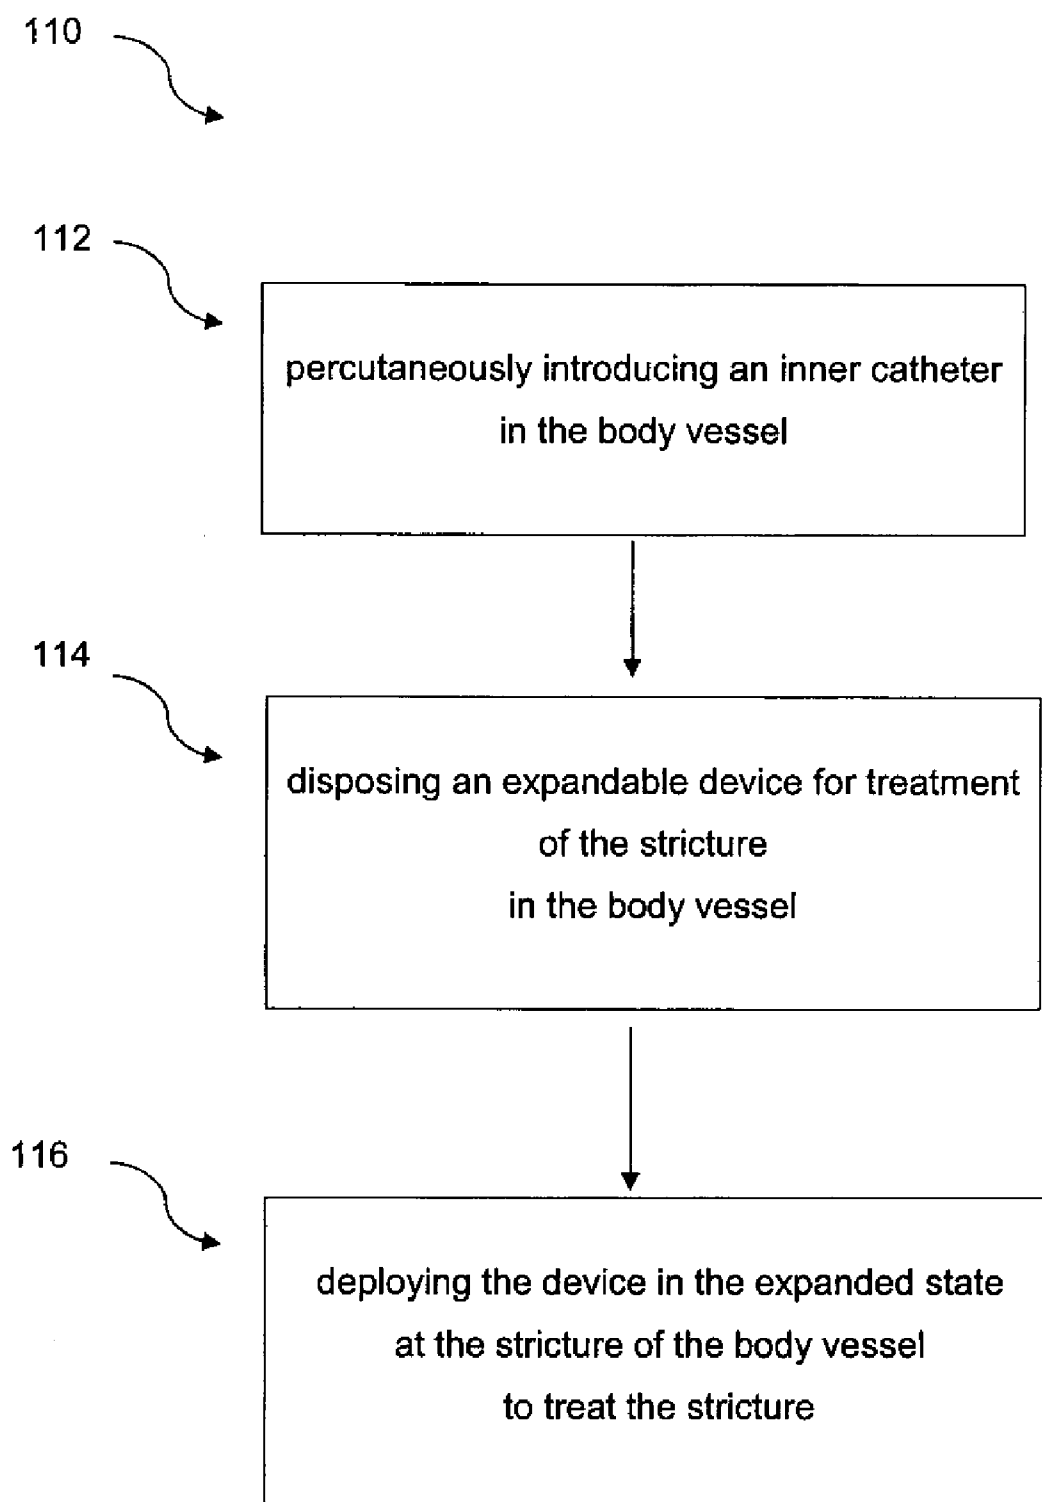 110
112
percutaneously introducing an inner catheter
in the body vessel
114
disposing an expandable device for treatment
of the stricture
in the body vessel
116
deploying the device in the expanded state
at the stricture of the body vessel
to treat the stricture